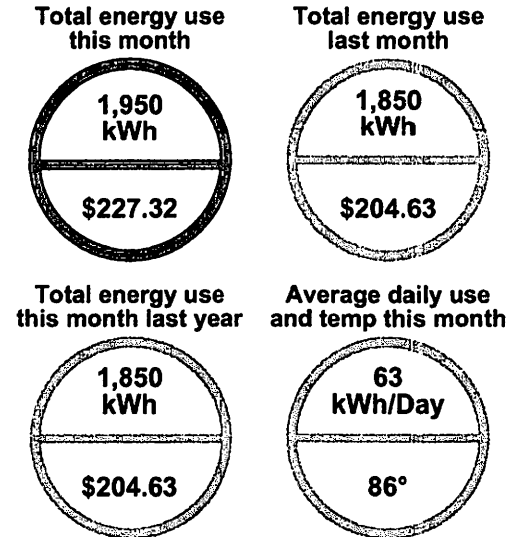 Total energy use
this month
1,950
kWh
$227.32
Total energy use
last month
1,850
kWh
$204.63
Total energy use
this month last year
1,850
kWh
$204.63
Average daily use
and temp this month
63
kWh/Day
86°